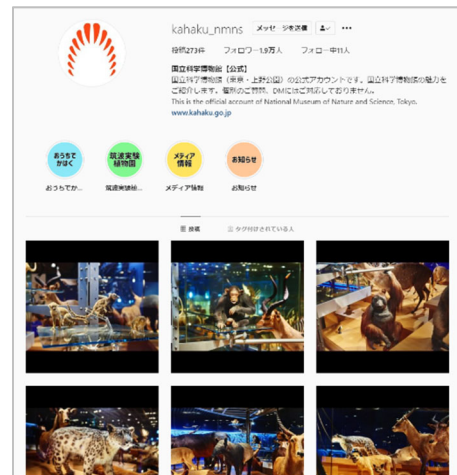 kahaku_nmns メッセージを送信
投稿273件 フォロワー1.9万人 フォロー中11人
国立科学博物館【公式】
国立科学博物館（東京・上野公園）の公式アカウントです。国立科学博物館の魅力を
ご紹介します。個別のご質問、DMにはご対応しておりません。
This is the official account of National Museum of Nature and Science, Tokyo.
www.kahaku.go.jp
おうちで
かはく
筑波実験
植物園
メディア
情報
お知らせ
おうちでか... 筑波実験植... メディア情報 お知らせ
投稿 タグ付けされている人